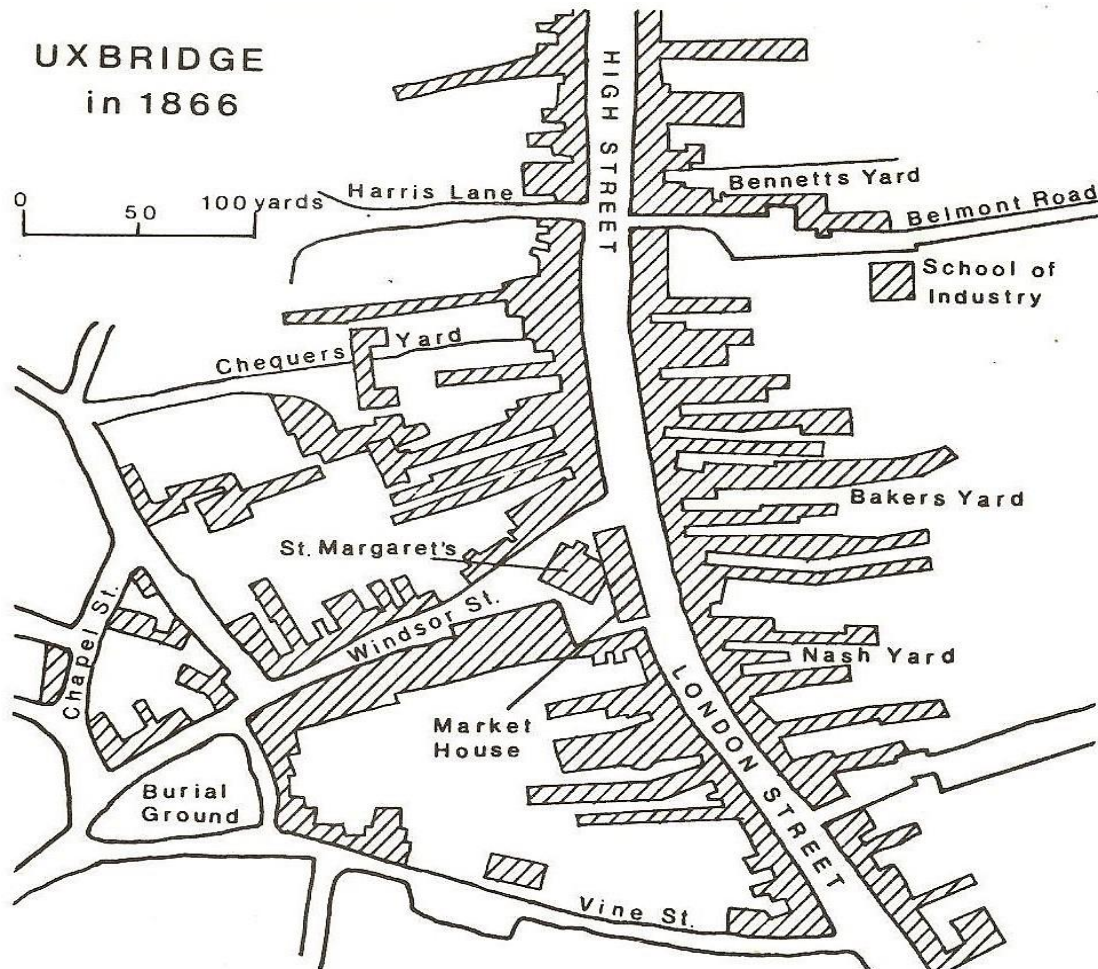 UXBRIDGE
in 1866
0
50
100 yards
HIGH STREET
Harris Lane
Bennetts Yard
Belmont Road
School of
Industry
Chequers Yard
Bakers Yard
St. Margaret's
Windsor St.
Chapel St.
Nash Yard
Market
House
LONDON STREET
Burial
Ground
Vine St.